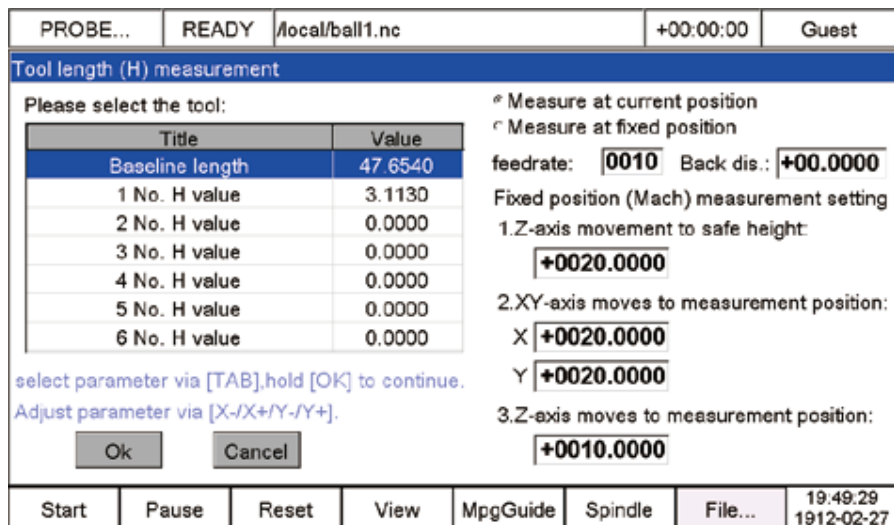 PROBE... READY /local/ball1.nc +00:00:00 Guest
Tool length (H) measurement
Please select the tool:
Title Value
Baseline length 47.6540
1 No. H value 3.1130
2 No. H value 0.0000
3 No. H value 0.0000
4 No. H value 0.0000
5 No. H value 0.0000
6 No. H value 0.0000
select parameter via [TAB],hold [OK] to continue.
Adjust parameter via [X-/X+/Y-/Y+].
Ok Cancel
Measure at current position
Measure at fixed position
feedrate: 0010 Back dis.: +00.0000
Fixed position (Mach) measurement setting
1.Z-axis movement to safe height:
+0020.0000
2.XY-axis moves to measurement position:
X +0020.0000
Y +0020.0000
3.Z-axis moves to measurement position:
+0010.0000
Start Pause Reset View MpgGuide Spindle File... 19:49:29
1912-02-27